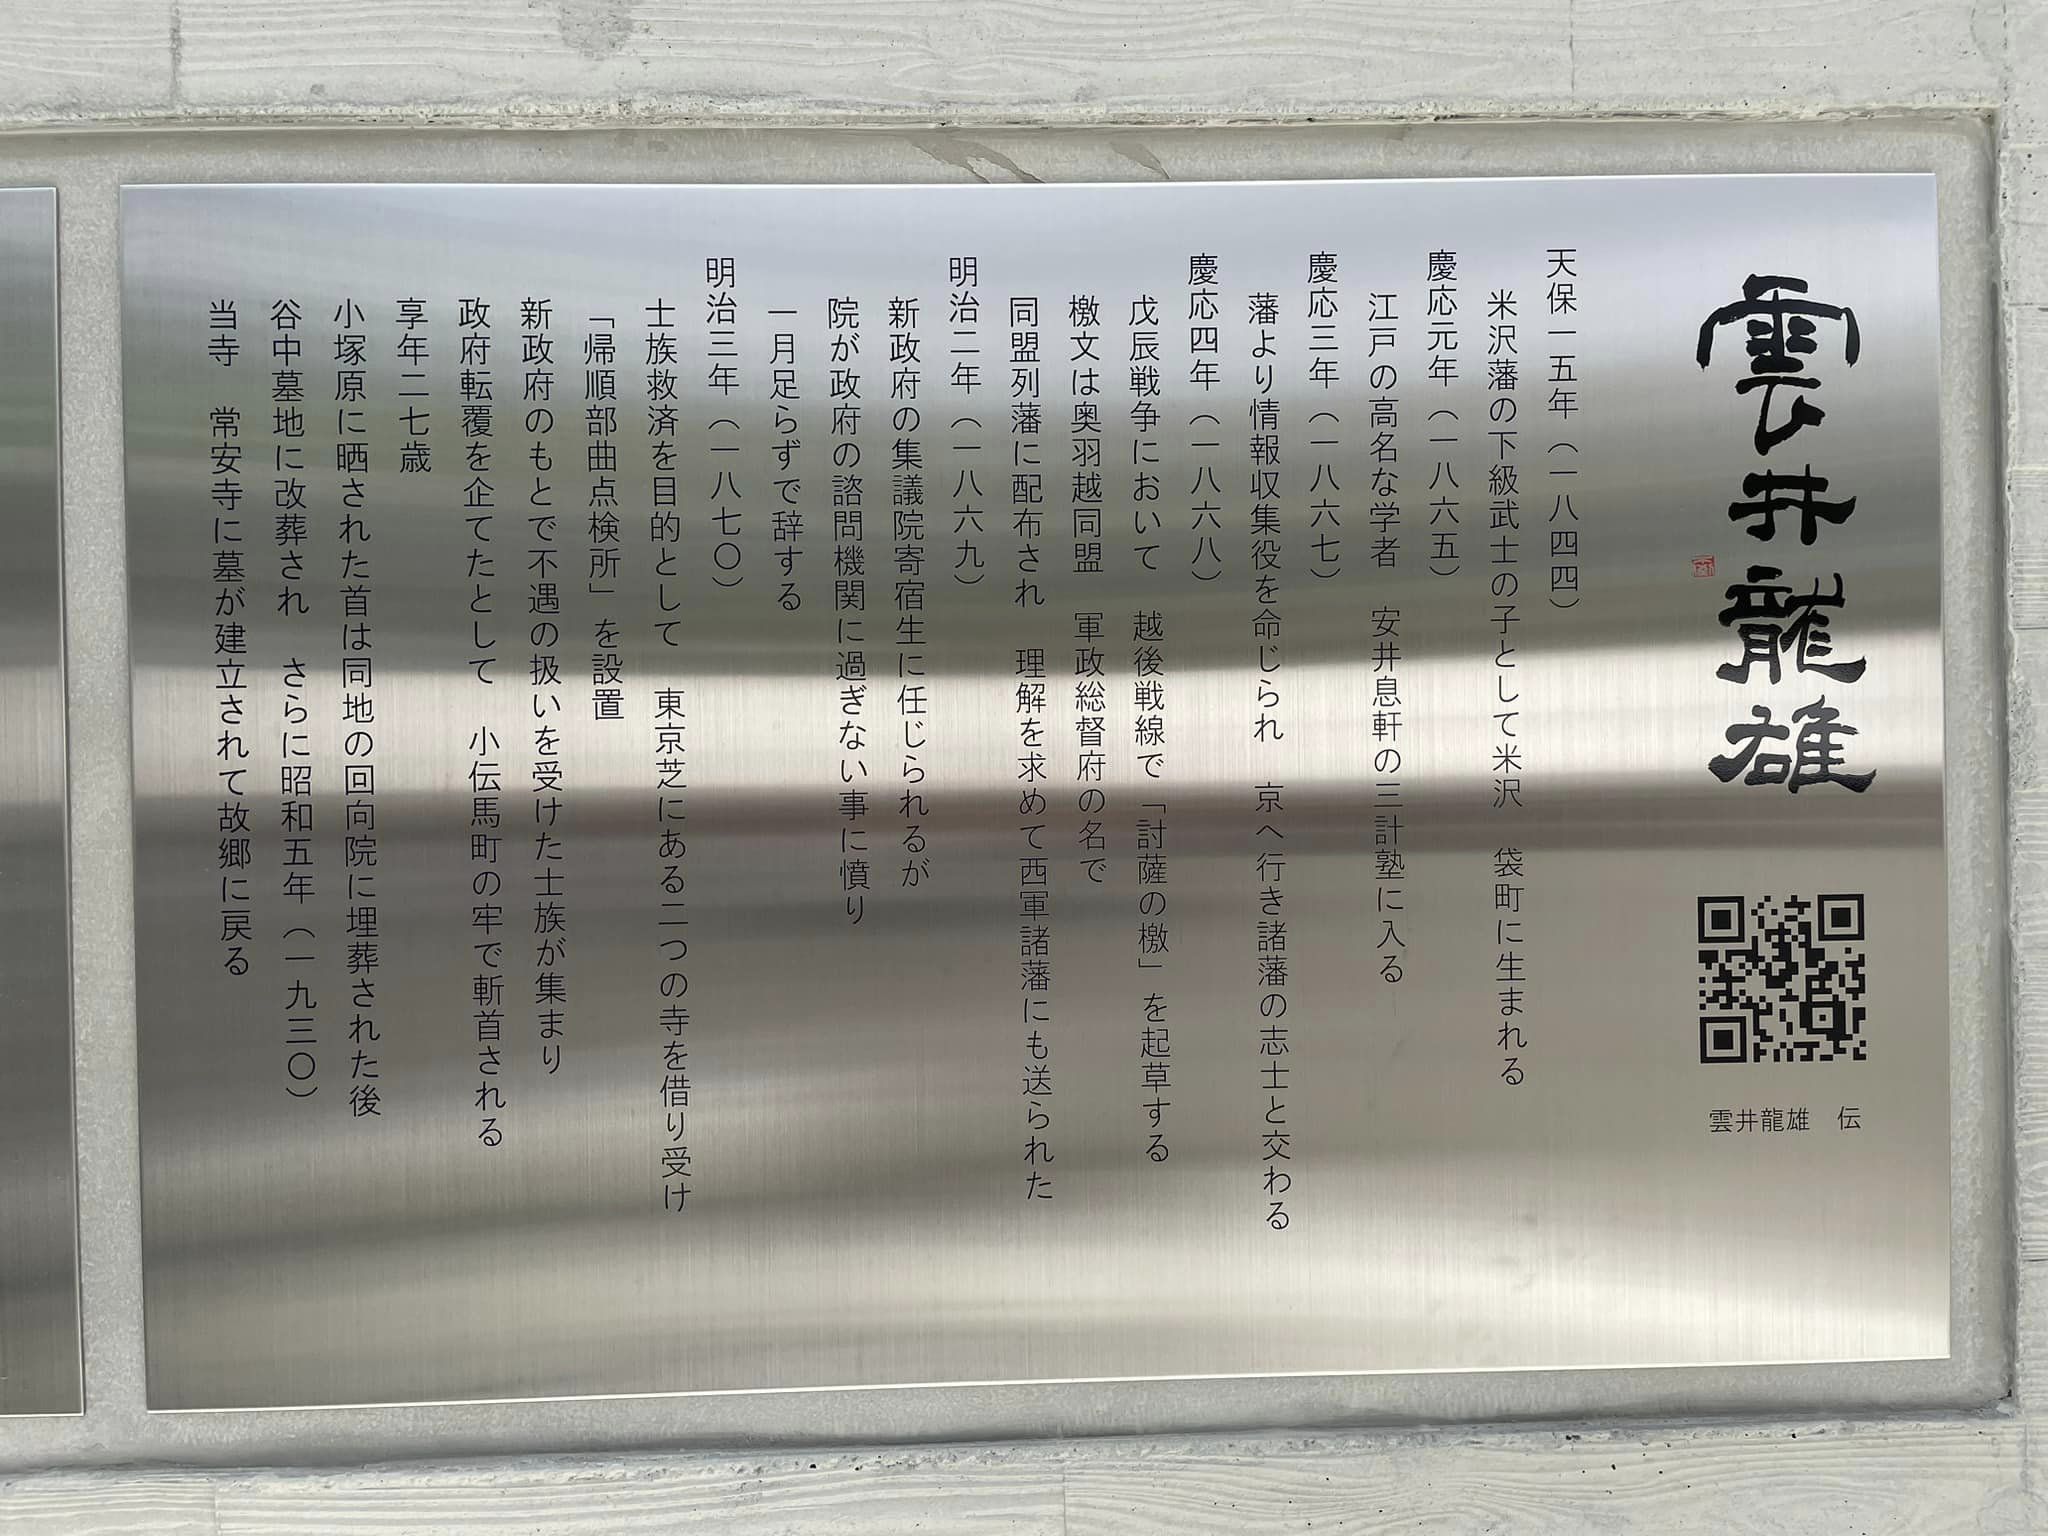 雲井龍雄
雲井龍雄　伝
天保一五年（一八四四）
米沢藩の下級武士の子として米沢　袋町に生まれる
慶応元年（一八六五）
江戸の高名な学者　安井息軒の三計塾に入る
慶応三年（一八六七）
藩より情報収集役を命じられ　京へ行き諸藩の志士と交わる
慶応四年（一八六八）
戊辰戦争において　越後戦線で「討薩の檄」を起草する
檄文は奥羽越同盟　軍政総督府の名で
同盟列藩に配布され　理解を求めて西軍諸藩にも送られた
明治二年（一八六九）
新政府の集議院寄宿生に任じられるが
院が政府の諮問機関に過ぎない事に憤り
一月足らずで辞する
明治三年（一八七〇）
士族救済を目的として　東京芝にある二つの寺を借り受け
「帰順部曲点検所」を設置
新政府のもとで不遇の扱いを受けた士族が集まり
政府転覆を企てたとして　小伝馬町の牢で斬首される
享年二七歳
小塚原に晒された首は同地の回向院に埋葬された後
谷中墓地に改葬され　さらに昭和五年（一九三〇）
当寺　常安寺に墓が建立されて故郷に戻る